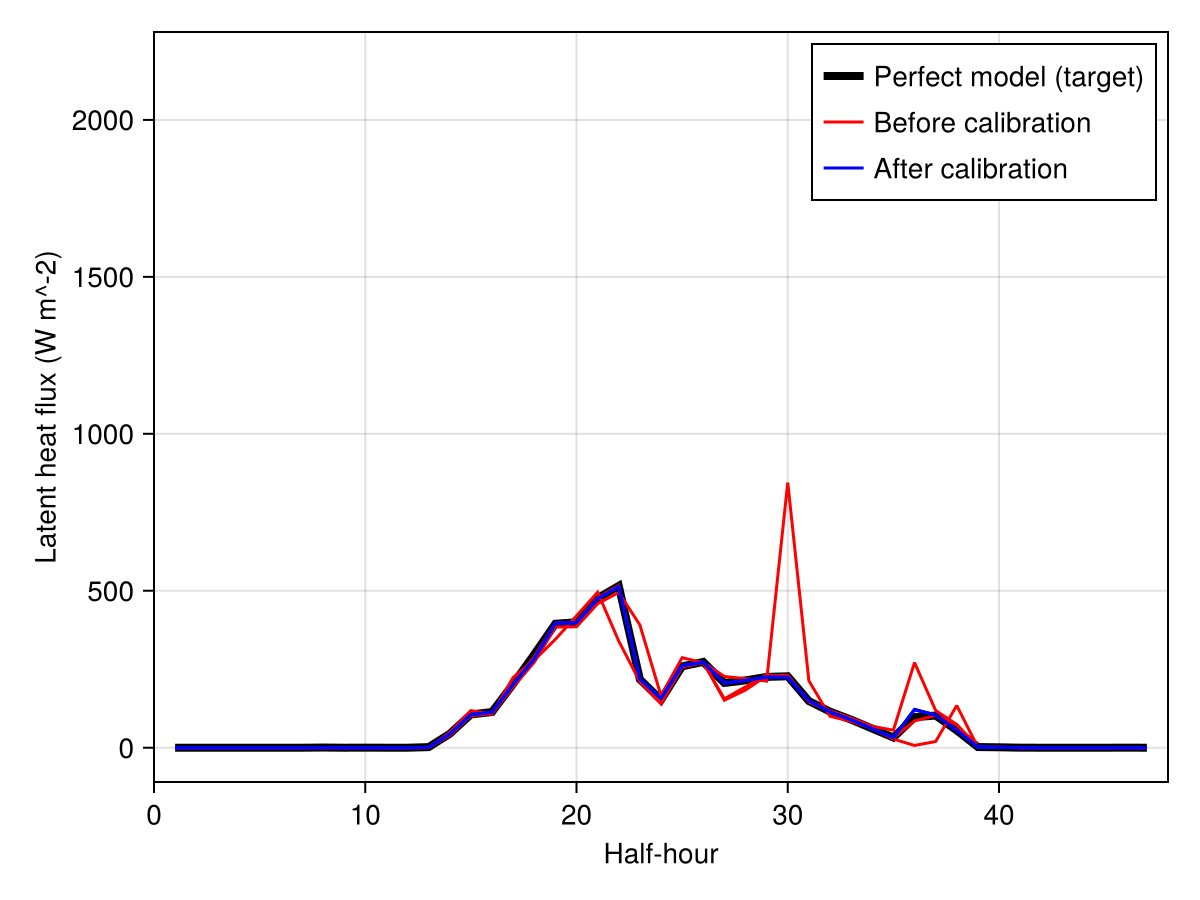 Perfect model (target)
Before calibration
After calibration
2000
1500
1000
500
0
Latent heat flux (W m^-2)
0 10 20 30 40
Half-hour